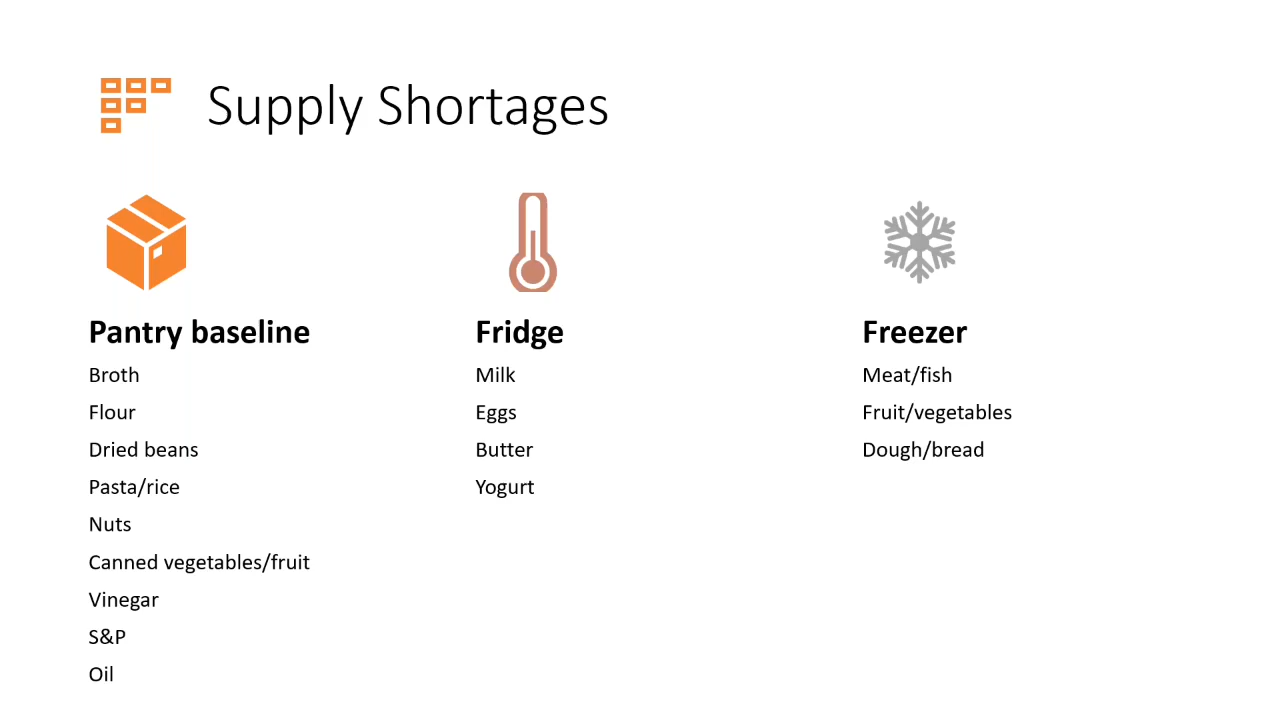 Supply Shortages
Pantry baseline
Broth
Flour
Dried beans
Pasta/rice
Nuts
Canned vegetables/fruit
Vinegar
S&P
Oil
Fridge
Milk
Eggs
Butter
Yogurt
Freezer
Meat/fish
Fruit/vegetables
Dough/bread